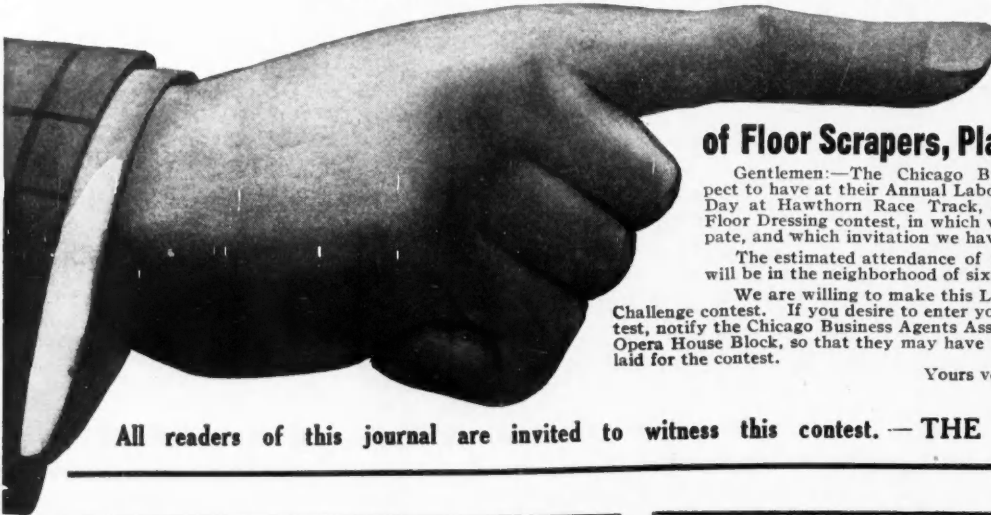 of Floor Scrapers, Pla
Gentlemen:—The Chicago B
pect to have at their Annual Labo
Day at Hawthorn Race Track,
Floor Dressing contest, in which
pate, and which invitation we hav
The estimated attendance of
will be in the neighborhood of six
We are willing to make this L
Challenge contest. If you desire to enter yo
test, notify the Chicago Business Agents Ass
Opera House Block, so that they may have
laid for the contest.
Yours v
All readers of this journal are invited to witness this contest. — THE